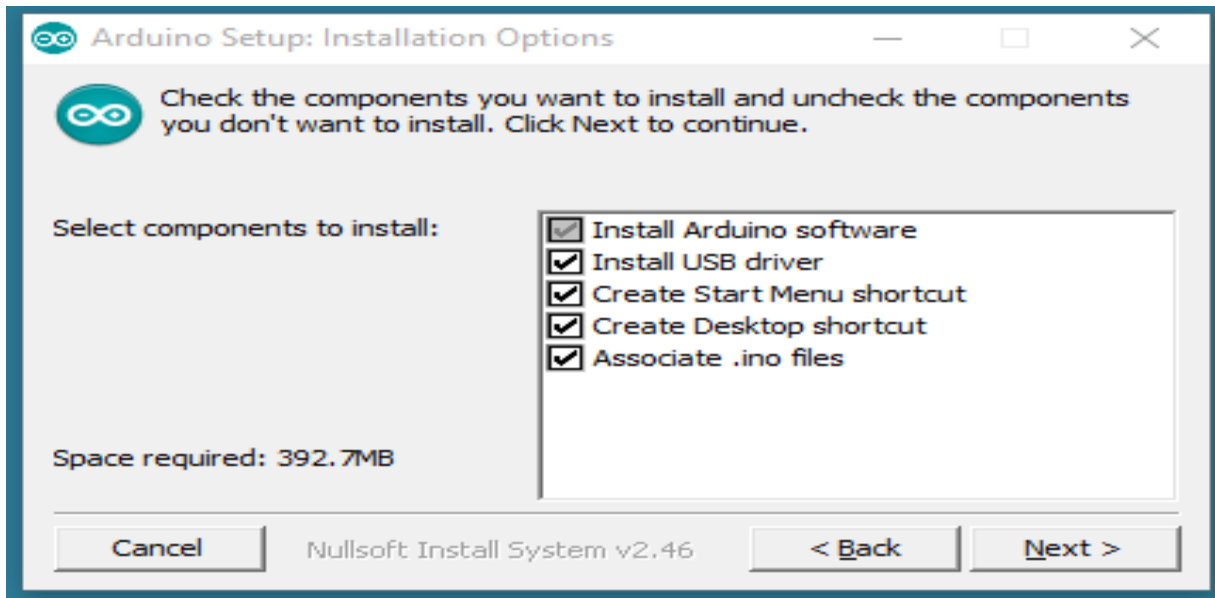 Arduino Setup: Installation Options
Check the components you want to install and uncheck the components
you don't want to install. Click Next to continue.
Select components to install:
Install Arduino software
Install USB driver
Create Start Menu shortcut
Create Desktop shortcut
Associate .ino files
Space required: 392.7MB
Cancel
Nullsoft Install System v2.46
< Back
Next >